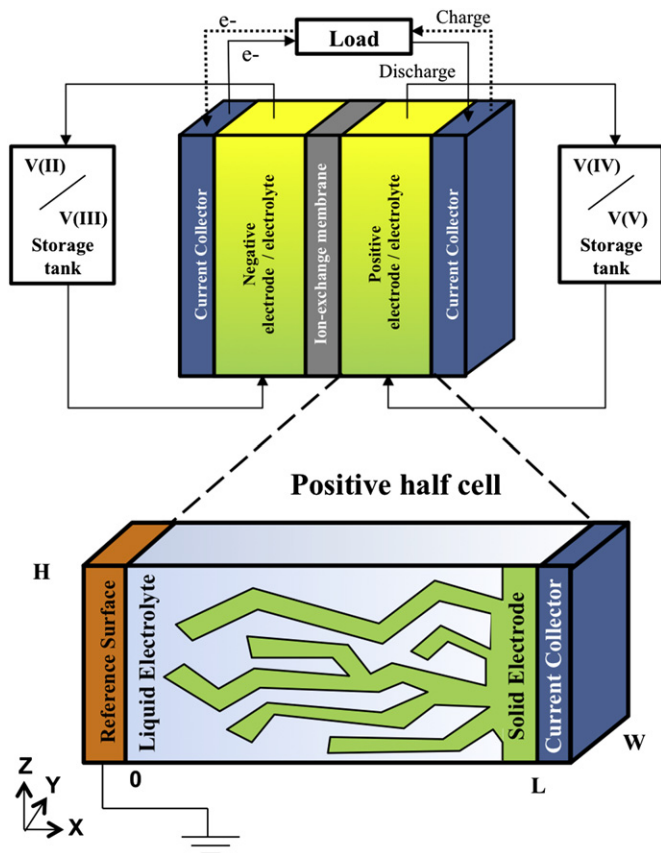 e-
Charge
Load
e-
Discharge
V(II)
V(III)
Storage
tank
Current Collector
Negative
electrode / electrolyte
Ion-exchange membrane
Positive
electrode / electrolyte
Current Collector
V(IV)
V(V)
Storage
tank
Positive half cell
H
Reference Surface
Liquid Electrolyte
Solid Electrode
Current Collector
W
Z
Y
X
0
L